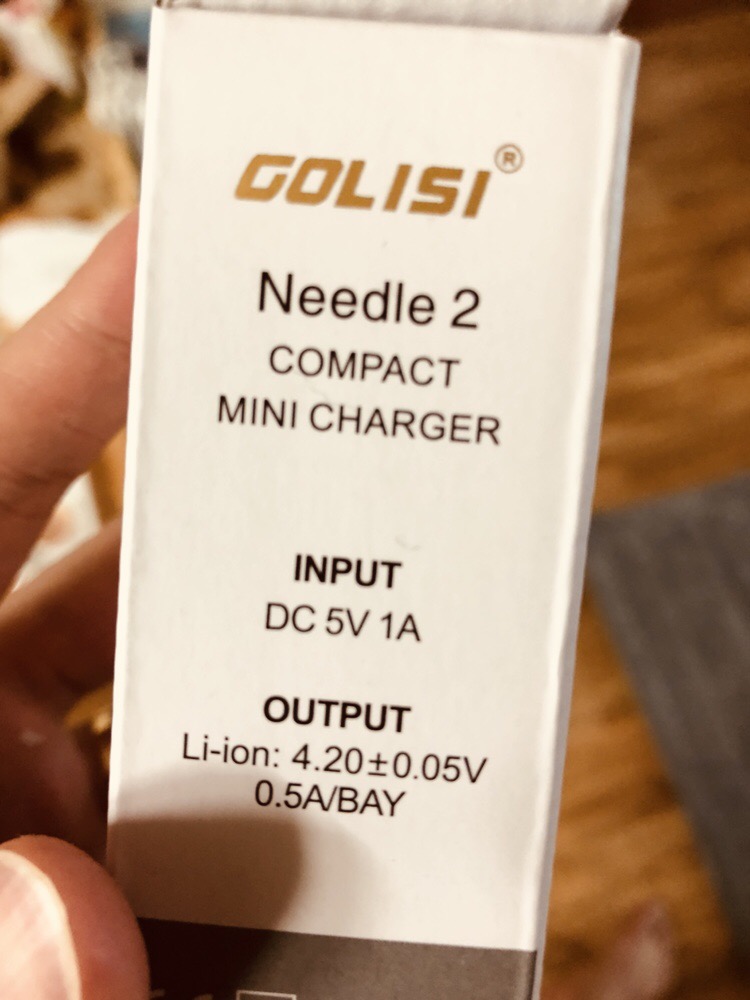 GOLISI®
Needle 2
COMPACT
MINI CHARGER
INPUT
DC 5V 1A
OUTPUT
Li-ion: 4.20±0.05V
0.5A/BAY